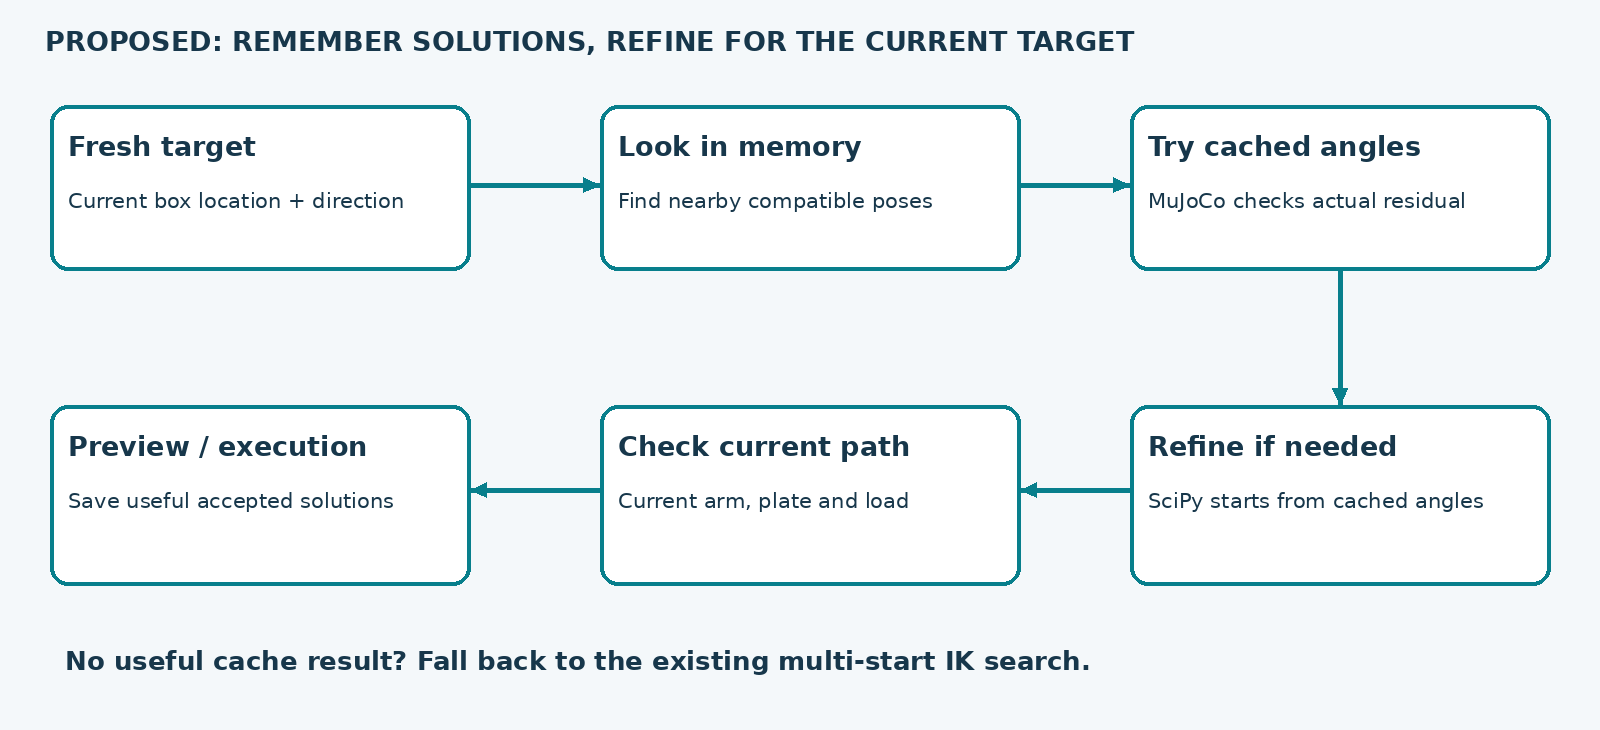 PROPOSED: REMEMBER SOLUTIONS, REFINE FOR THE CURRENT TARGET
Fresh target
Current box location + direction
Look in memory
Find nearby compatible poses
Try cached angles
MuJoCo checks actual residual
Preview / execution
Save useful accepted solutions
Check current path
Current arm, plate and load
Refine if needed
SciPy starts from cached angles
No useful cache result? Fall back to the existing multi-start IK search.